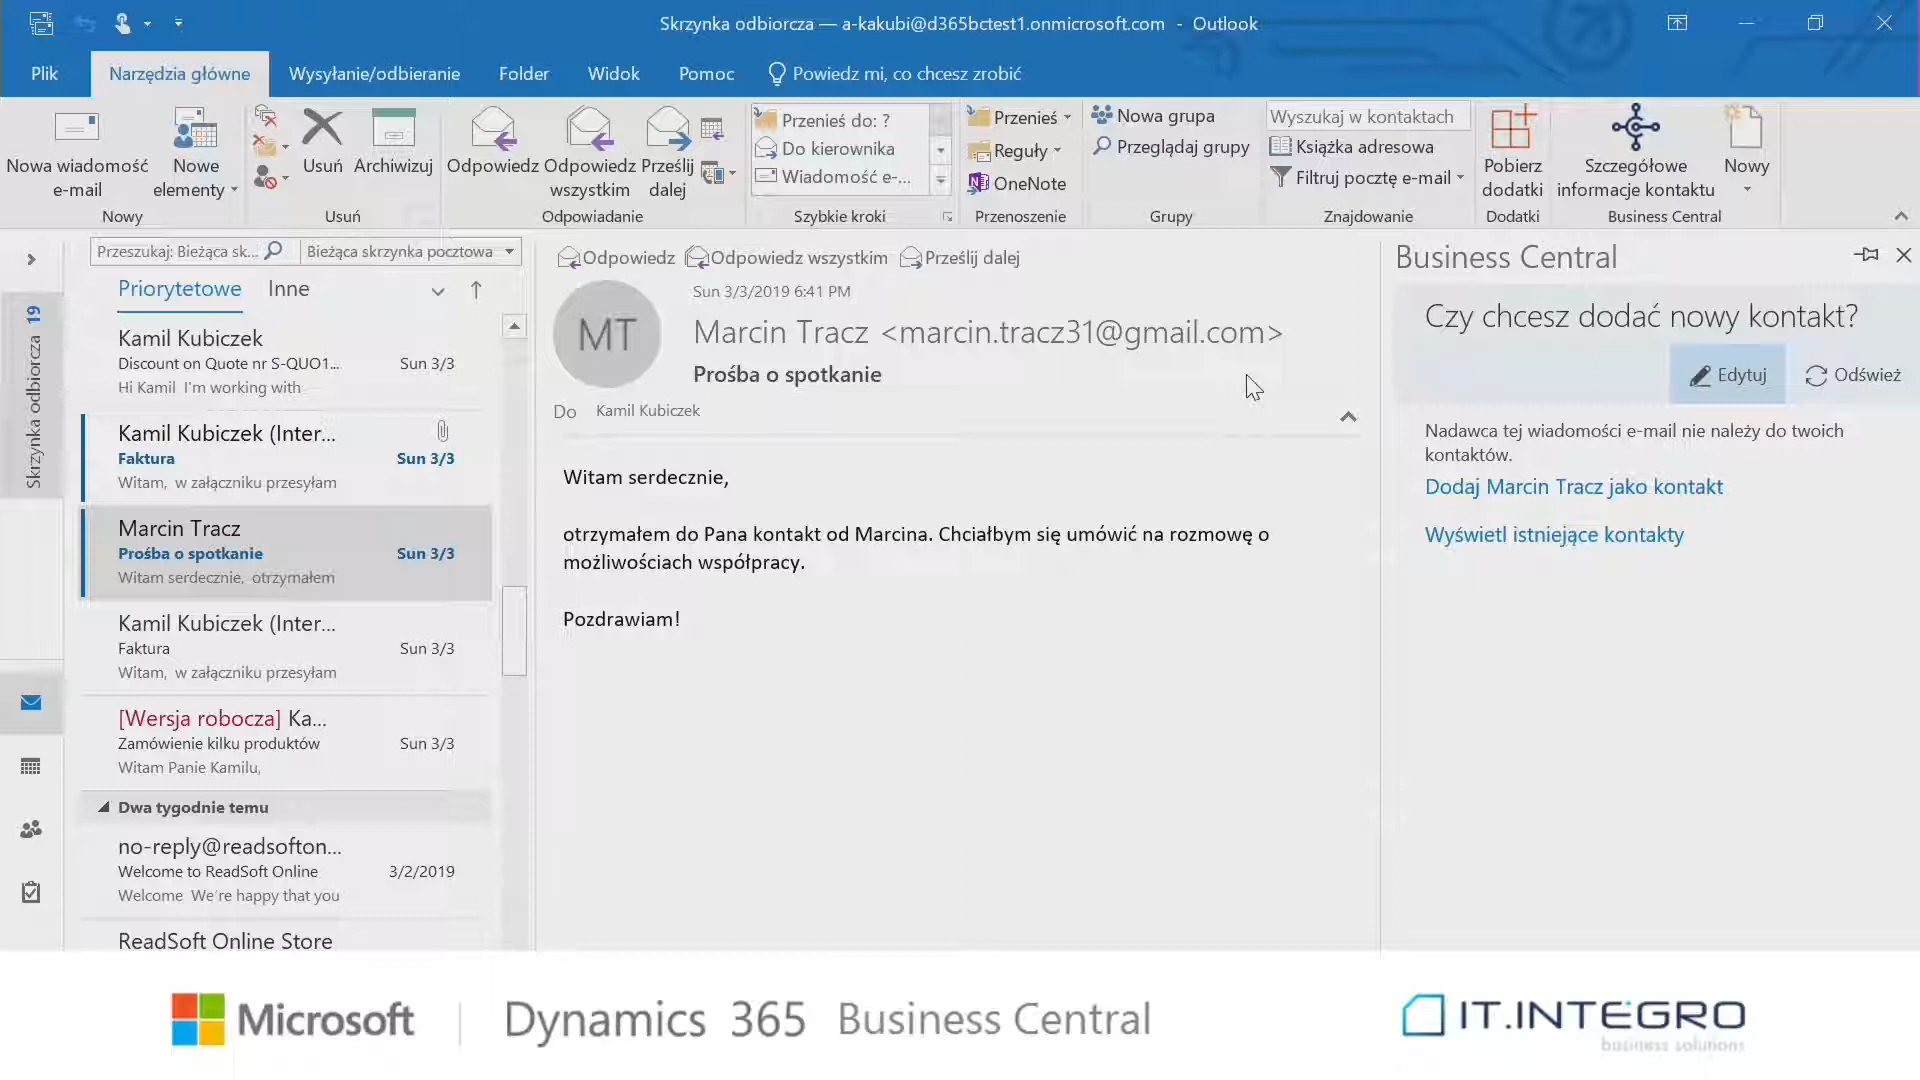 Skrzynka odbiorcza — a-kakubi@d365bctest1.onmicrosoft.com - Outlook
Plik
Narzędzia główne
Wysyłanie/odbieranie
Folder
Widok
Pomoc
Powiedz mi, co chcesz zrobić
Nowa wiadomość
e-mail
Nowe
elementy
Nowy
Usuń
Archiwizuj
Usuń
Odpowiedz
Odpowiedz
wszystkim
Prześlij
dalej
Odpowiadanie
Przenieś do: ?
Do kierownika
Wiadomość e-...
Szybkie kroki
Przenieś
Reguły
OneNote
Przenoszenie
Nowa grupa
Przeglądaj grupy
Grupy
Wyszukaj w kontaktach
Książka adresowa
Filtruj pocztę e-mail
Znajdowanie
Pobierz
dodatki
Dodatki
Szczegółowe
informacje kontaktu
Nowy
Business Central
Skrzynka odbiorcza 19
Przeszukaj: Bieżąca sk...
Bieżąca skrzynka pocztowa
Priorytetowe
Inne
Kamil Kubiczek
Discount on Quote nr S-QUO1... Sun 3/3
Hi Kamil I'm working with
Kamil Kubiczek (Inter...
Faktura Sun 3/3
Witam, w załączniku przesyłam
Marcin Tracz
Prośba o spotkanie Sun 3/3
Witam serdecznie, otrzymałem
Kamil Kubiczek (Inter...
Faktura Sun 3/3
Witam, w załączniku przesyłam
[Wersja robocza] Ka...
Zamówienie kilku produktów Sun 3/3
Witam Panie Kamilu,
Dwa tygodnie temu
no-reply@readsofton...
Welcome to ReadSoft Online 3/2/2019
Welcome We're happy that you
ReadSoft Online Store
Odpowiedz
Odpowiedz wszystkim
Prześlij dalej
Sun 3/3/2019 6:41 PM
MT
Marcin Tracz <marcin.tracz31@gmail.com>
Prośba o spotkanie
Do Kamil Kubiczek
Witam serdecznie,
otrzymałem do Pana kontakt od Marcina. Chciałbym się umówić na rozmowę o
możliwościach współpracy.
Pozdrawiam!
Business Central
Czy chcesz dodać nowy kontakt?
Edytuj
Odśwież
Nadawca tej wiadomości e-mail nie należy do twoich
kontaktów.
Dodaj Marcin Tracz jako kontakt
Wyświetl istniejące kontakty
Microsoft
Dynamics 365 Business Central
IT.INTEGRO
business solutions